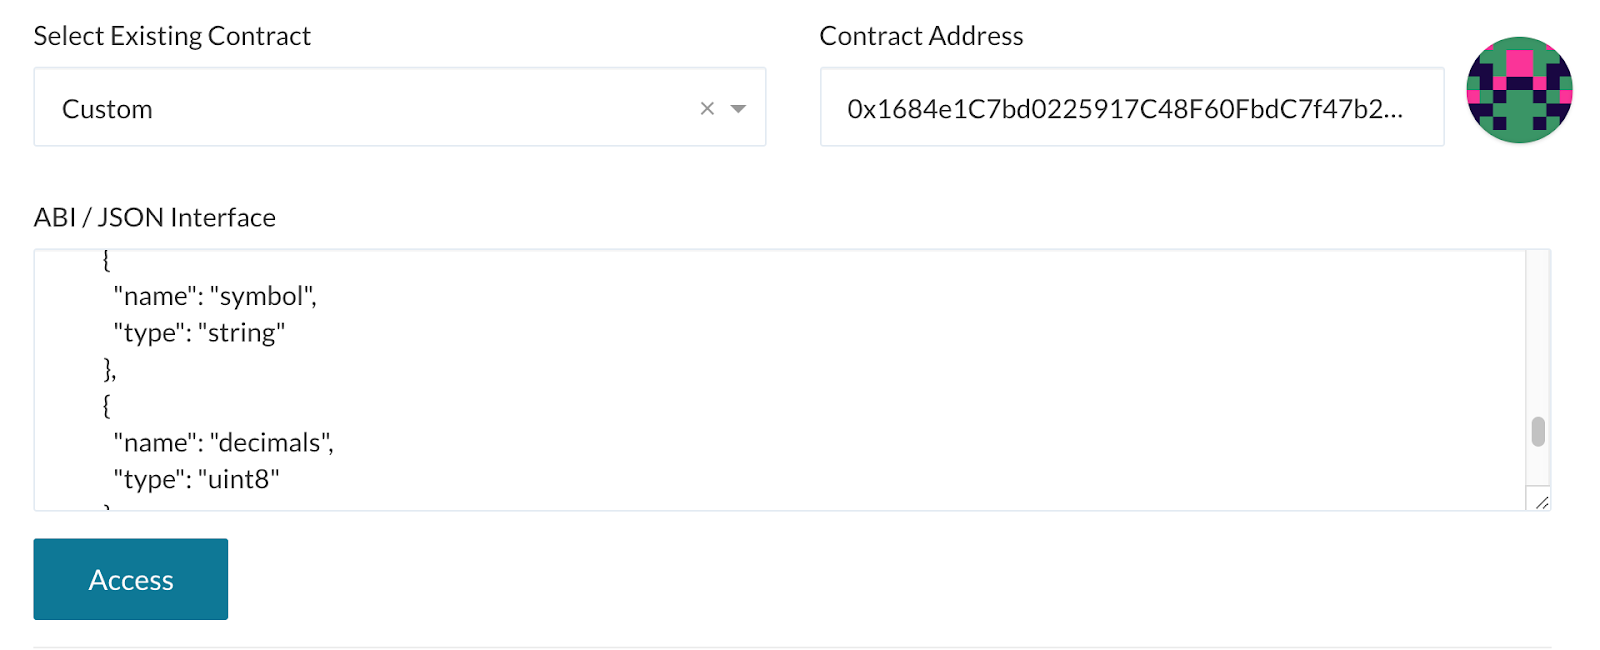 Select Existing Contract
Contract Address
Custom
0x1684e1C7bd0225917C48F60FbdC7f47b2...
ABI / JSON Interface
{
"name": "symbol",
"type": "string"
},
{
"name": "decimals",
"type": "uint8"
Access